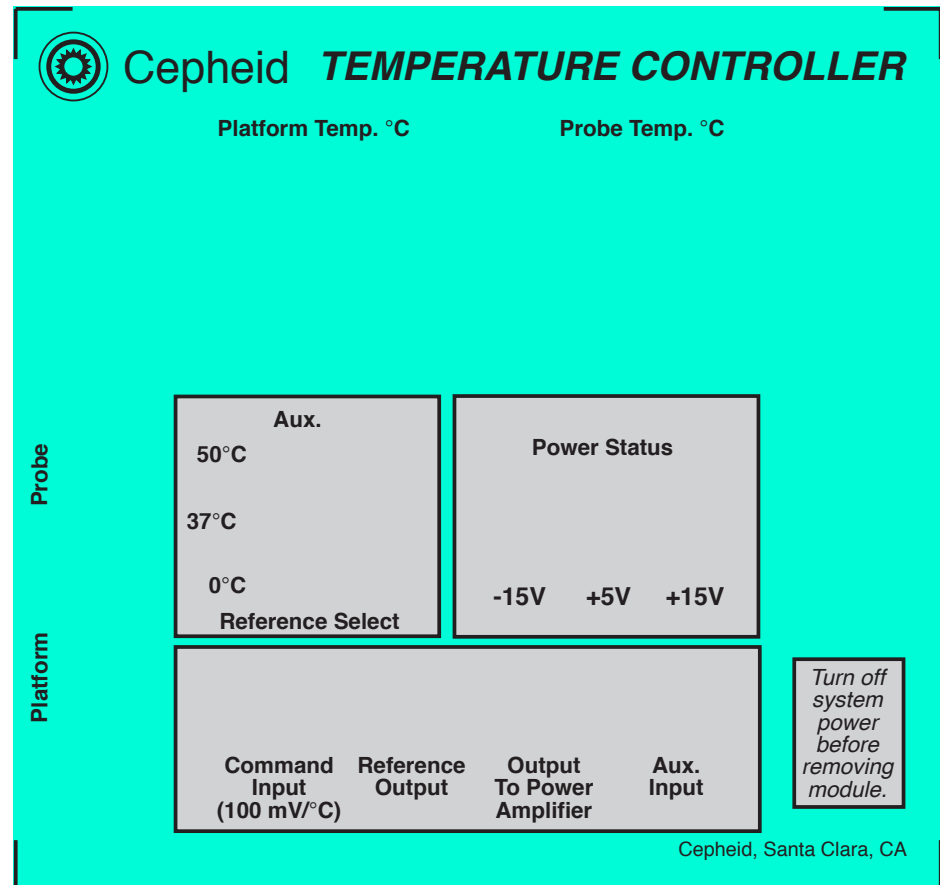 Cepheid TEMPERATURE CONTROLLER
Platform Temp. °C
Probe Temp. °C
Probe
Platform
Aux.
50°C
37°C
0°C
Reference Select
Power Status
-15V +5V +15V
Command
Input
(100 mV/°C)
Reference
Output
Output
To Power
Amplifier
Aux.
Input
Turn off
system
power
before
removing
module.
Cepheid, Santa Clara, CA